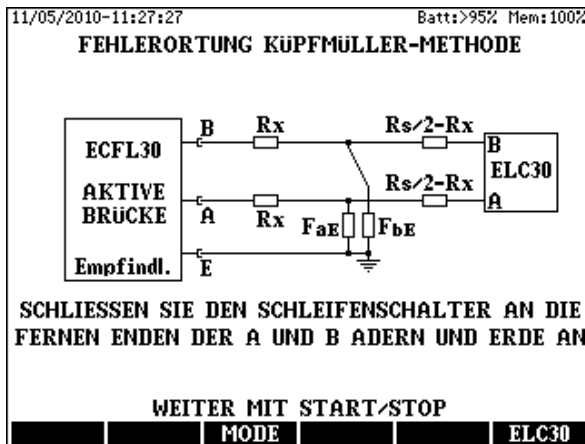 11/05/2010-11:27:27 Batt:>95% Mem:100%
FEHLERORTUNG KÜPFMÜLLER-METHODE
B Rx Rs/2-Rx B
ECFL30 ELC30
AKTIVE BRÜCKE
A Rx Rs/2-Rx A
FaE FbE
Empfindl. E
SCHLIESSEN SIE DEN SCHLEIFENSCHALTER AN DIE
FERNEN ENDEN DER A UND B ADERN UND ERDE AN
WEITER MIT START/STOP
MODE ELC30